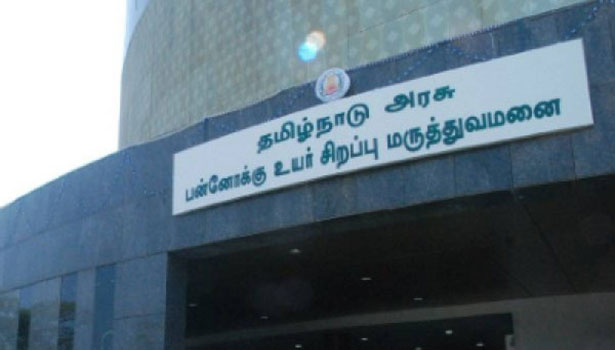 தமிழ்நாடு அரசு
பன்னோக்கு உயர் சிறப்பு மருத்துவமனை